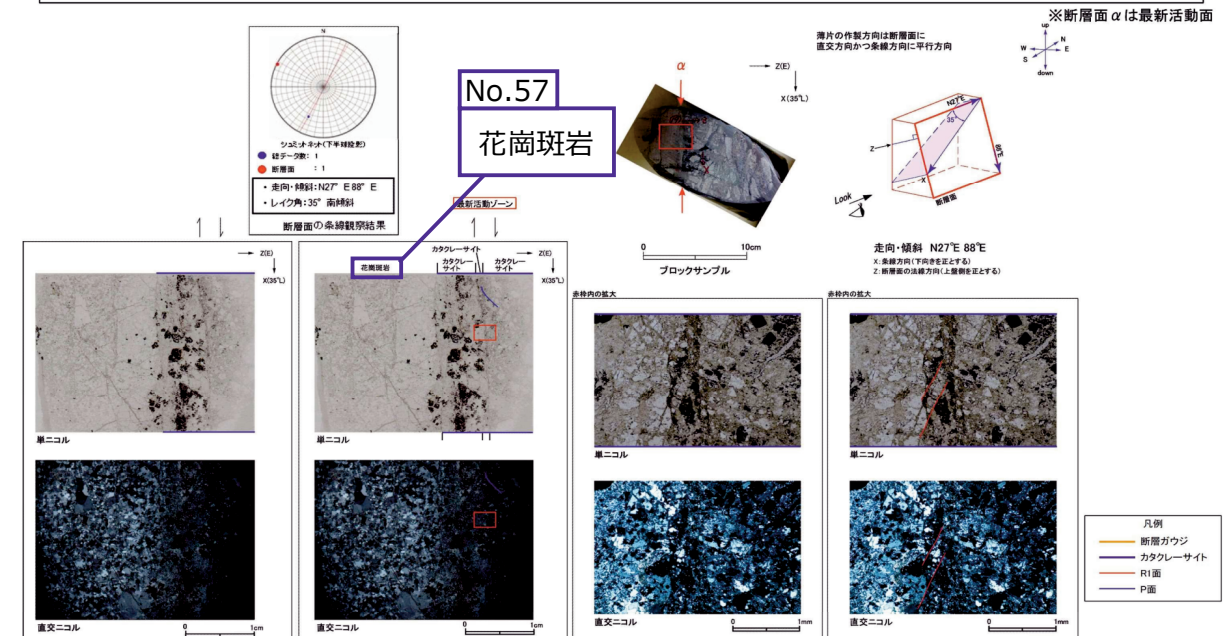 ※断層面αは最新活動面
N
シュミットネット(下半球投影)
総データ数: 1
断層面 : 1
・走向・傾斜:N27°E88°E
・レイク角:35°南傾斜
断層面の条線観察結果
No.57
花崗斑岩
α
Z(E)
X(35°L)
0 10cm
ブロックサンプル
薄片の作製方向は断層面に
直交方向かつ条線方向に平行方向
up
N
W
E
S
down
N27°E
35°
88°E
Z
X
Look
断層面
走向・傾斜 N27°E 88°E
X:条線方向(下向きを正とする)
Z:断層面の法線方向(上盤側を正とする)
Z(E)
X(35°L)
単ニコル
直交ニコル
0 1cm
最新活動ゾーン
花崗斑岩
カタクレーサイト
カタクレー
サイト
カタクレー
サイト
Z(E)
X(35°L)
単ニコル
直交ニコル
0 1cm
赤枠内の拡大
単ニコル
直交ニコル
0 1mm
赤枠内の拡大
単ニコル
直交ニコル
0 1mm
凡例
断層ガウジ
カタクレーサイト
R1面
P面